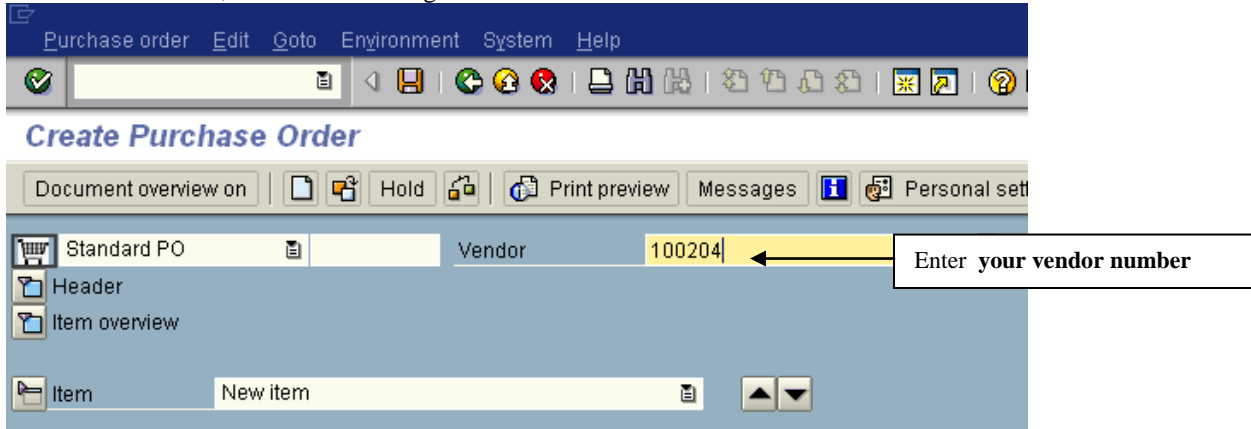 Purchase order Edit Goto Environment System Help
Create Purchase Order
Document overview on Hold Print preview Messages Personal sett
Standard PO Vendor 100204
Enter your vendor number
Header
Item overview
Item New item